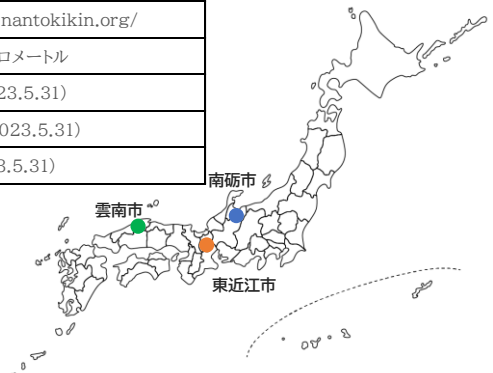 nantokikin.org/
ロメートル
23.5.31)
023.5.31)
3.5.31)
南砺市
雲南市
東近江市